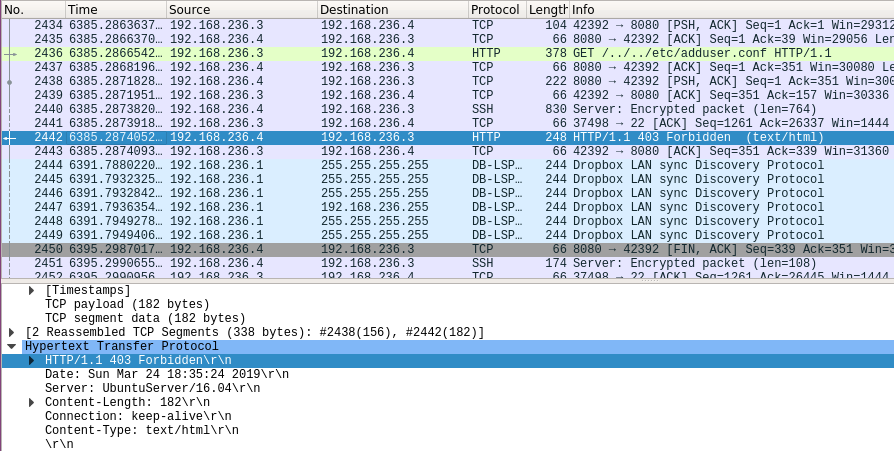 No. Time Source Destination Protocol Length Info
2434 6385.2863637… 192.168.236.3 192.168.236.4 TCP 104 42392 → 8080 [PSH, ACK] Seq=1 Ack=1 Win=29312
2435 6385.2866370… 192.168.236.4 192.168.236.3 TCP 66 8080 → 42392 [ACK] Seq=1 Ack=39 Win=29056 Len
2436 6385.2866542… 192.168.236.3 192.168.236.4 HTTP 378 GET /../../etc/adduser.conf HTTP/1.1
2437 6385.2868196… 192.168.236.4 192.168.236.3 TCP 66 8080 → 42392 [ACK] Seq=1 Ack=351 Win=30080 Le
2438 6385.2871828… 192.168.236.4 192.168.236.3 TCP 222 8080 → 42392 [PSH, ACK] Seq=1 Ack=351 Win=300
2439 6385.2871951… 192.168.236.3 192.168.236.4 TCP 66 42392 → 8080 [ACK] Seq=351 Ack=157 Win=30336
2440 6385.2873820… 192.168.236.4 192.168.236.3 SSH 830 Server: Encrypted packet (len=764)
2441 6385.2873918… 192.168.236.3 192.168.236.4 TCP 66 37498 → 22 [ACK] Seq=1261 Ack=26337 Win=1444
2442 6385.2874052… 192.168.236.4 192.168.236.3 HTTP 248 HTTP/1.1 403 Forbidden (text/html)
2443 6385.2874093… 192.168.236.3 192.168.236.4 TCP 66 42392 → 8080 [ACK] Seq=351 Ack=339 Win=31360
2444 6391.7880220… 192.168.236.1 255.255.255.255 DB-LSP… 244 Dropbox LAN sync Discovery Protocol
2445 6391.7932325… 192.168.236.1 255.255.255.255 DB-LSP… 244 Dropbox LAN sync Discovery Protocol
2446 6391.7932842… 192.168.236.1 255.255.255.255 DB-LSP… 244 Dropbox LAN sync Discovery Protocol
2447 6391.7936354… 192.168.236.1 255.255.255.255 DB-LSP… 244 Dropbox LAN sync Discovery Protocol
2448 6391.7949278… 192.168.236.1 255.255.255.255 DB-LSP… 244 Dropbox LAN sync Discovery Protocol
2449 6391.7949406… 192.168.236.1 255.255.255.255 DB-LSP… 244 Dropbox LAN sync Discovery Protocol
2450 6395.2987017… 192.168.236.4 192.168.236.3 TCP 66 8080 → 42392 [FIN, ACK] Seq=339 Ack=351 Win=3
2451 6395.2990655… 192.168.236.4 192.168.236.3 SSH 174 Server: Encrypted packet (len=108)
2452 6395.2990956… 192.168.236.3 192.168.236.4 TCP 66 37498 → 22 [ACK] Seq=1261 Ack=26445 Win=1444
[Timestamps]
TCP payload (182 bytes)
TCP segment data (182 bytes)
[2 Reassembled TCP Segments (338 bytes): #2438(156), #2442(182)]
Hypertext Transfer Protocol
HTTP/1.1 403 Forbidden\r\n
Date: Sun Mar 24 18:35:24 2019\r\n
Server: UbuntuServer/16.04\r\n
Content-Length: 182\r\n
Connection: keep-alive\r\n
Content-Type: text/html\r\n
\r\n